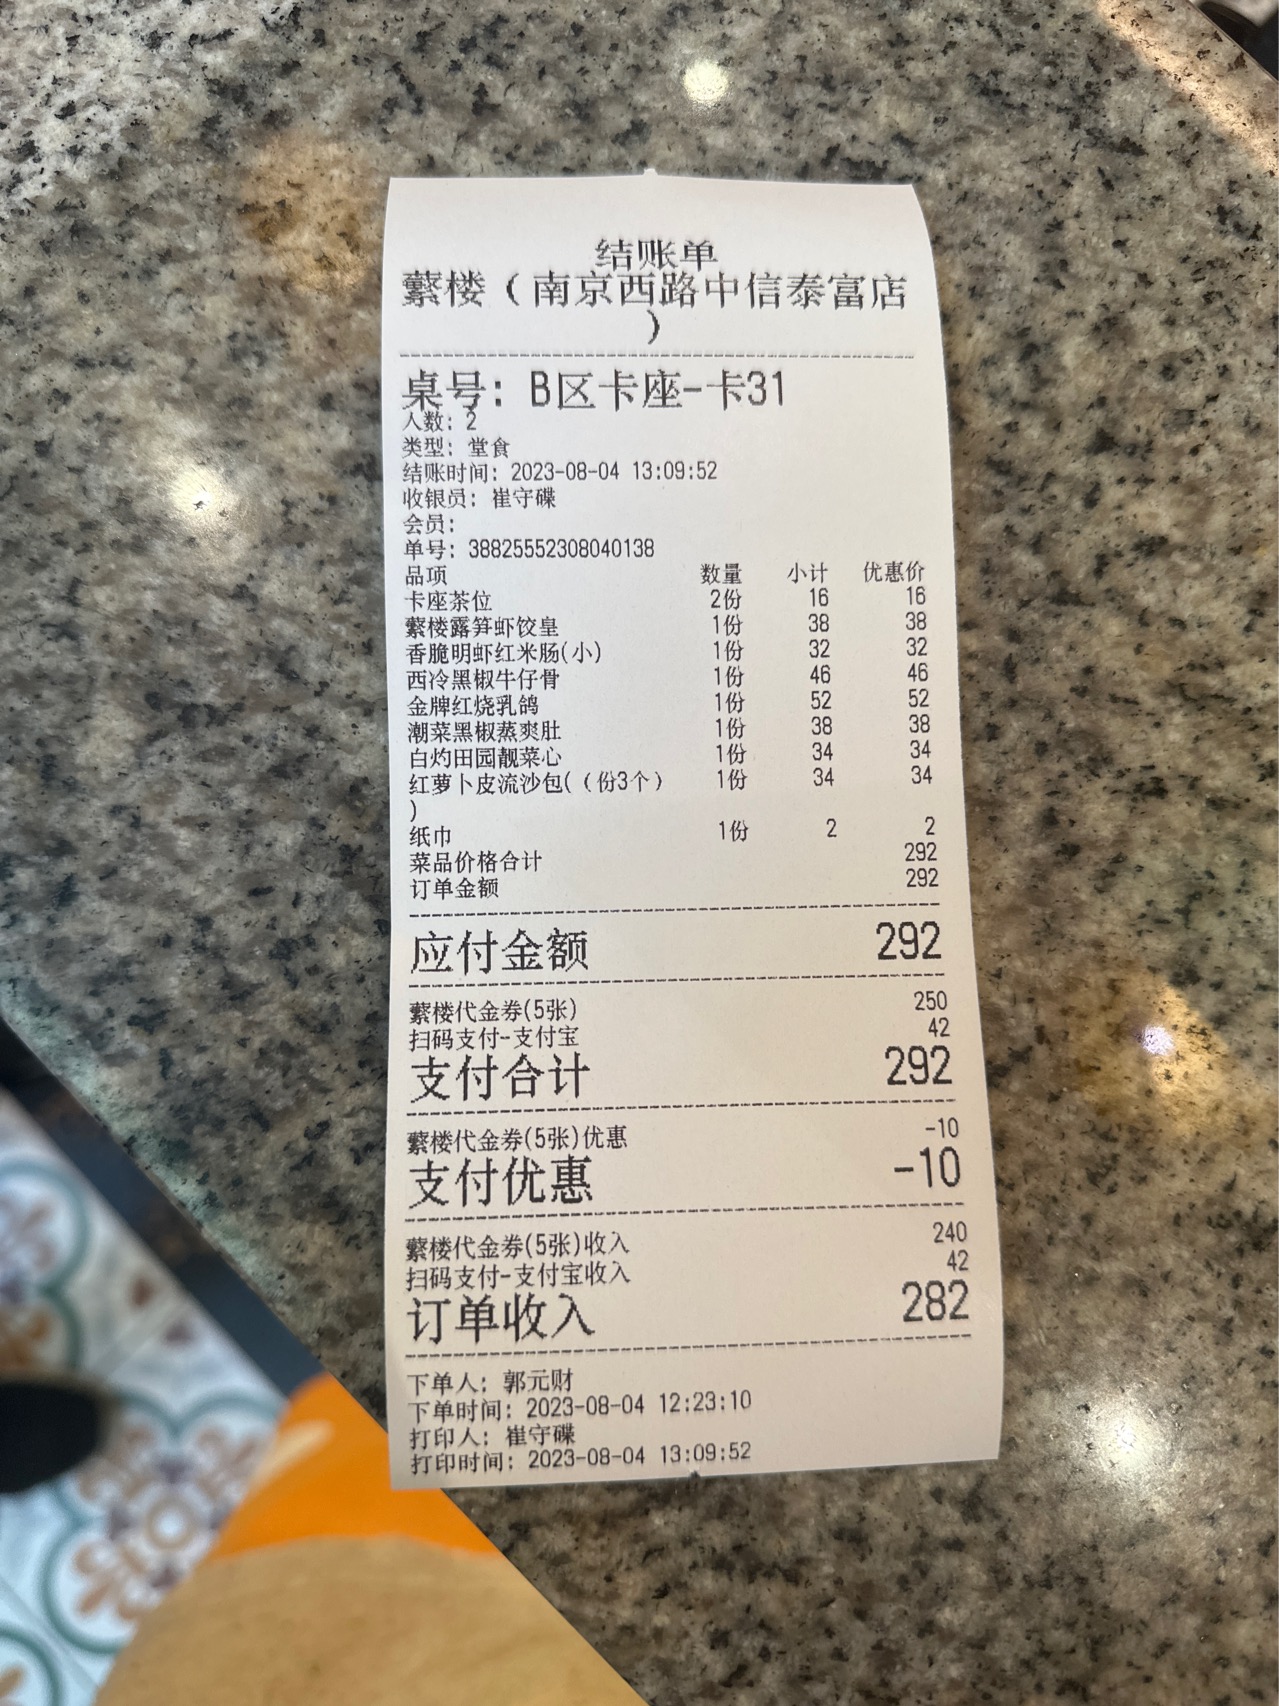 结账单
蘩楼（南京西路中信泰富店
）
桌号: B区卡座-卡31
人数: 2
类型: 堂食
结账时间: 2023-08-04 13:09:52
收银员: 崔守碟
会员:
单号: 38825552308040138
品项 数量 小计 优惠价
卡座茶位 2份 16 16
蘩楼露笋虾饺皇 1份 38 38
香脆明虾红米肠(小) 1份 32 32
西冷黑椒牛仔骨 1份 46 46
金牌红烧乳鸽 1份 52 52
潮菜黑椒蒸爽肚 1份 38 38
白灼田园靓菜心 1份 34 34
红萝卜皮流沙包(（份3个） 1份 34 34
)
纸巾 1份 2 2
菜品价格合计 292
订单金额 292
应付金额 292
蘩楼代金券(5张) 250
扫码支付-支付宝 42
支付合计 292
蘩楼代金券(5张)优惠 -10
支付优惠 -10
蘩楼代金券(5张)收入 240
扫码支付-支付宝收入 42
订单收入 282
下单人: 郭元财
下单时间: 2023-08-04 12:23:10
打印人: 崔守碟
打印时间: 2023-08-04 13:09:52